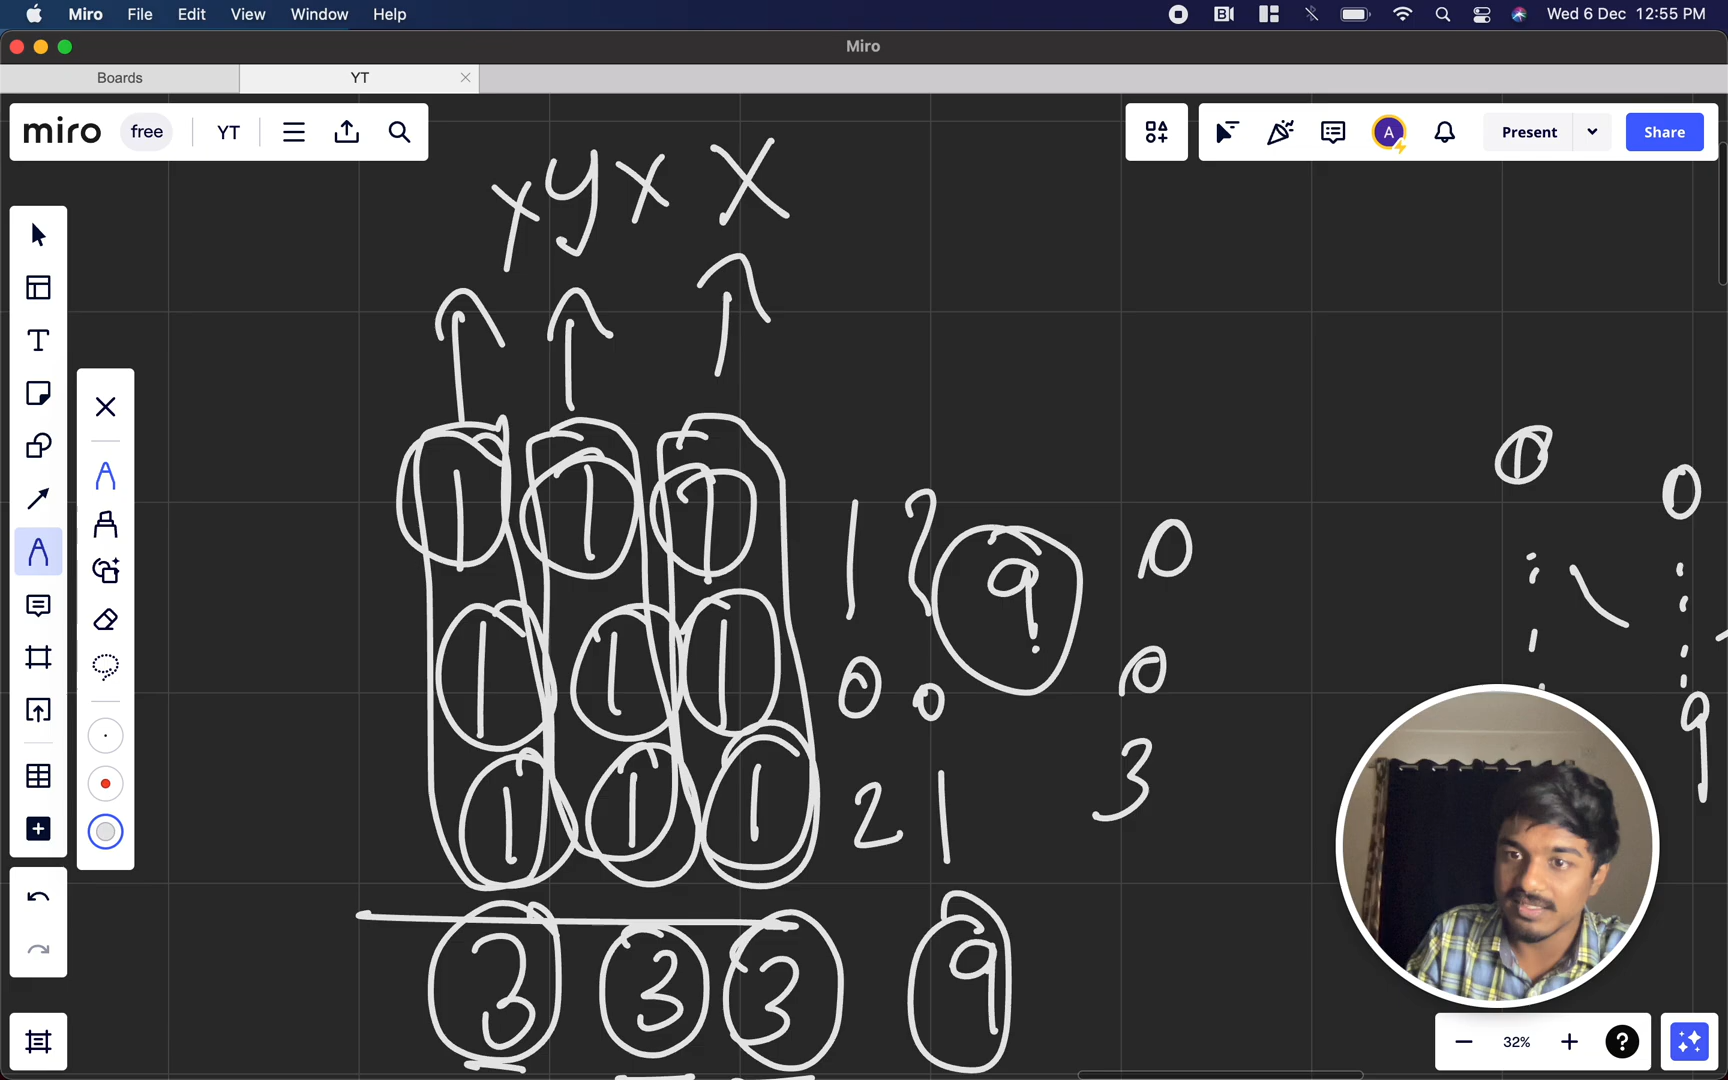 Miro File Edit View Window Help Wed 6 Dec 12:55 PM
Miro
Boards YT
miro free YT Present Share
A
x y x X
1 1 1 1 2 9 0
1 1 1 0 0 0
1 1 1 2 1 3
3 3 3 9
0 0
9
32%